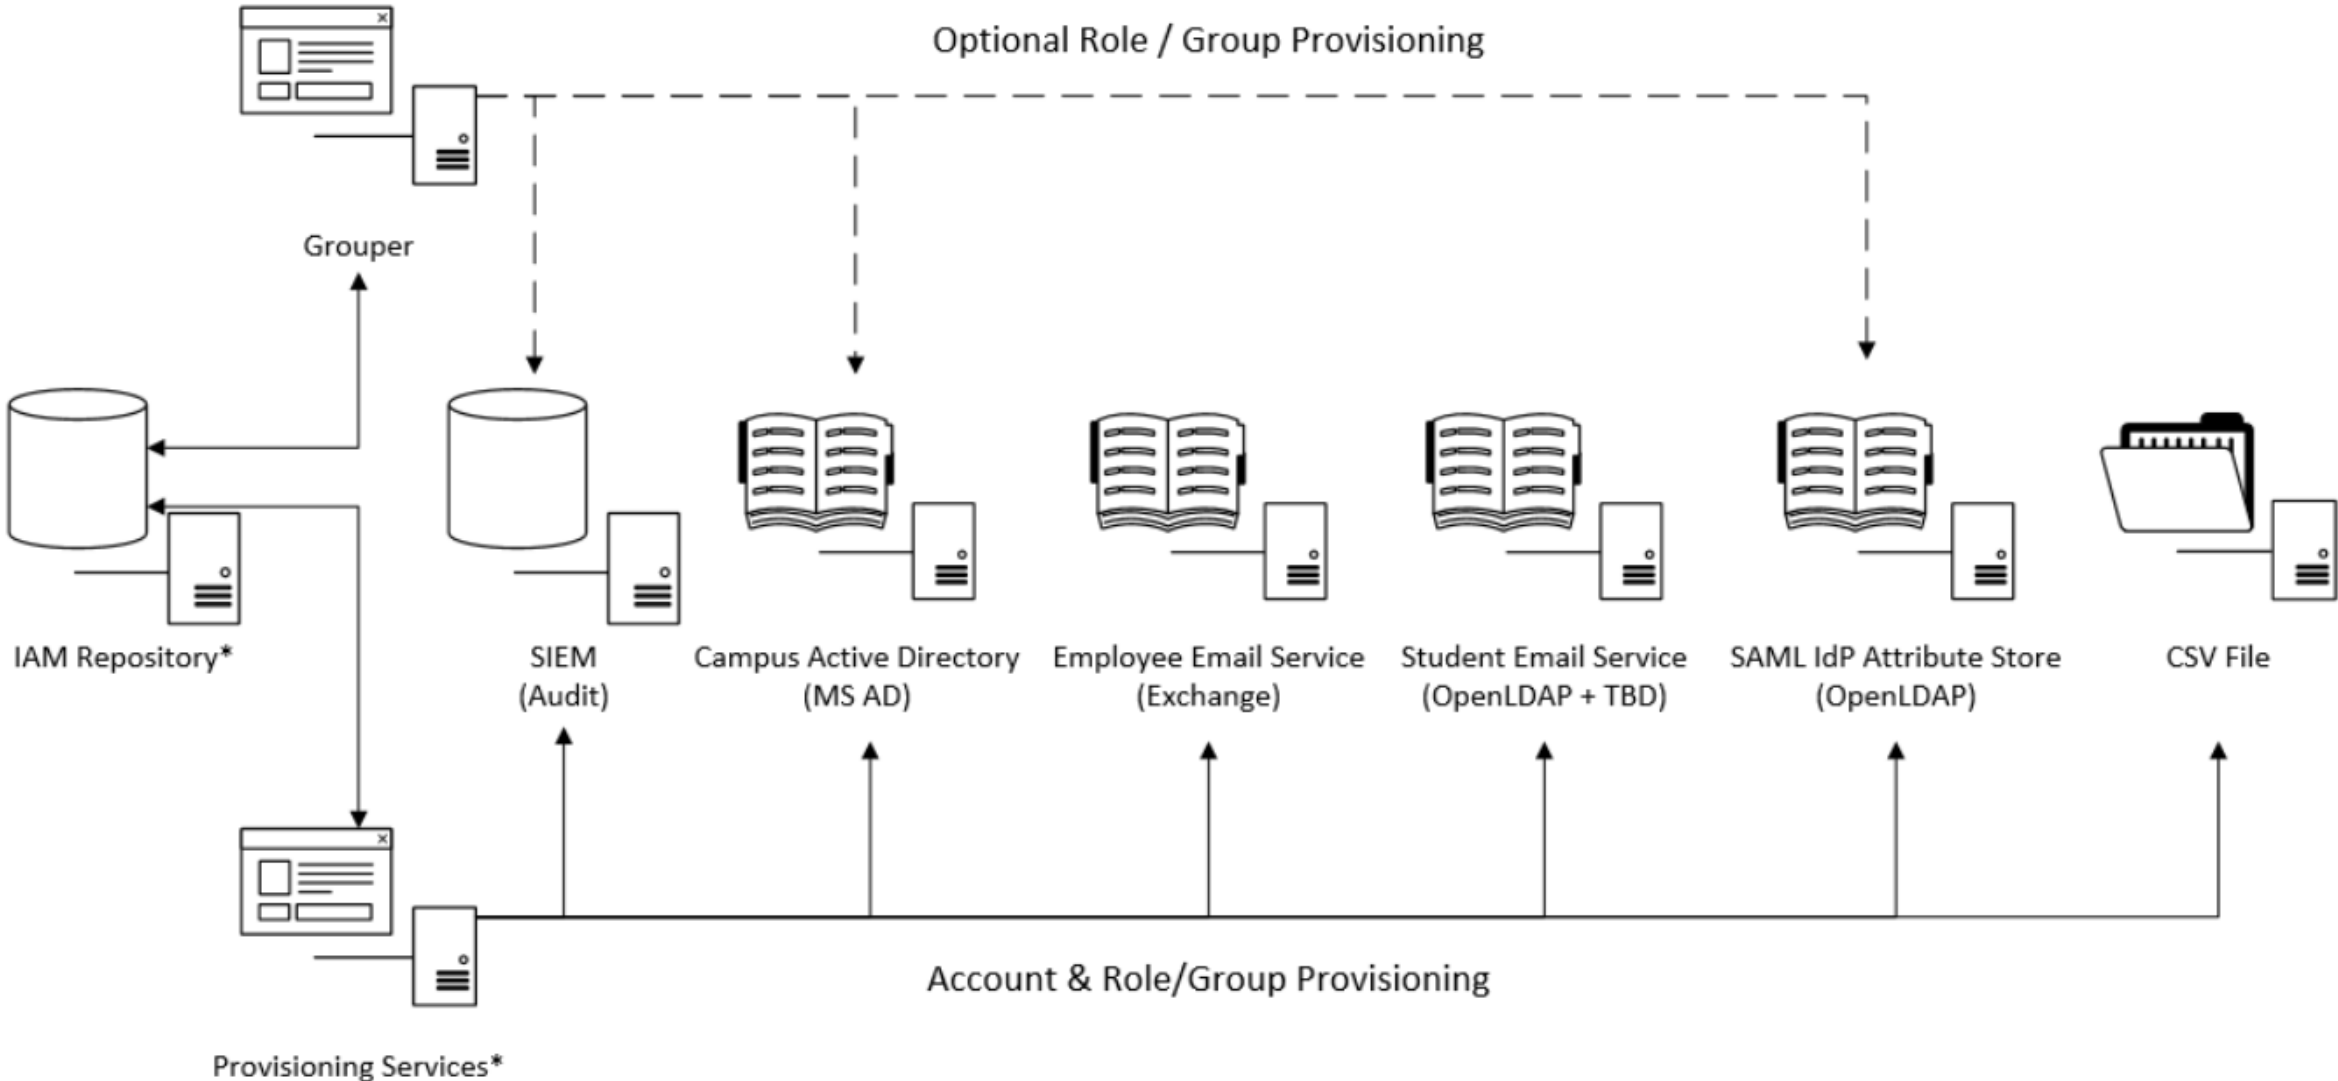 Optional Role / Group Provisioning
Grouper
IAM Repository*
SIEM
(Audit)
Campus Active Directory
(MS AD)
Employee Email Service
(Exchange)
Student Email Service
(OpenLDAP + TBD)
SAML IdP Attribute Store
(OpenLDAP)
CSV File
Account & Role/Group Provisioning
Provisioning Services*